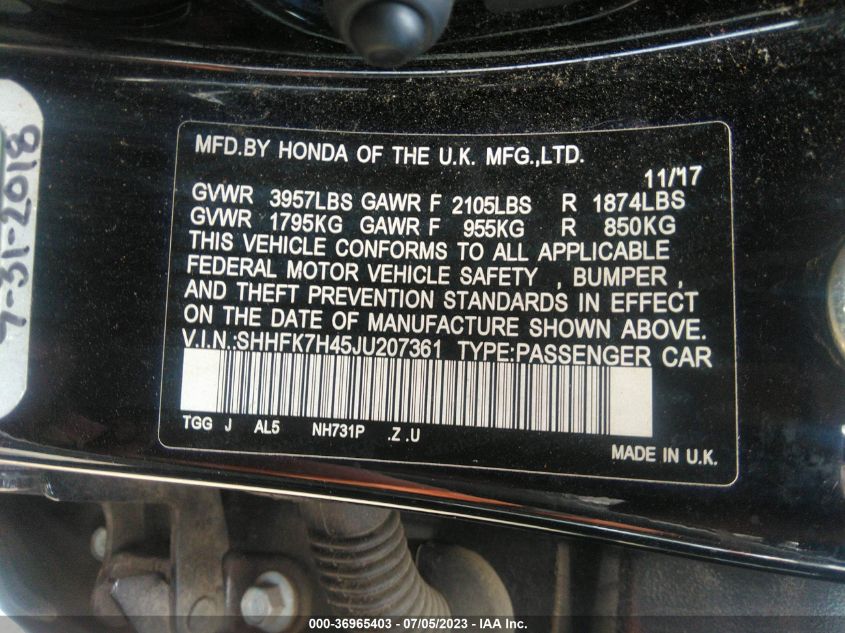 7-31-2018
MFD.BY HONDA OF THE U.K. MFG.,LTD.
11/17
GVWR 3957LBS GAWR F 2105LBS R 1874LBS
GVWR 1795KG GAWR F 955KG R 850KG
THIS VEHICLE CONFORMS TO ALL APPLICABLE
FEDERAL MOTOR VEHICLE SAFETY , BUMPER ,
AND THEFT PREVENTION STANDARDS IN EFFECT
ON THE DATE OF MANUFACTURE SHOWN ABOVE.
V.I.N.:SHHFK7H45JU207361 TYPE:PASSENGER CAR
TGG J AL5 NH731P .Z .U
MADE IN U.K.
000-36965403 - 07/05/2023 - IAA Inc.